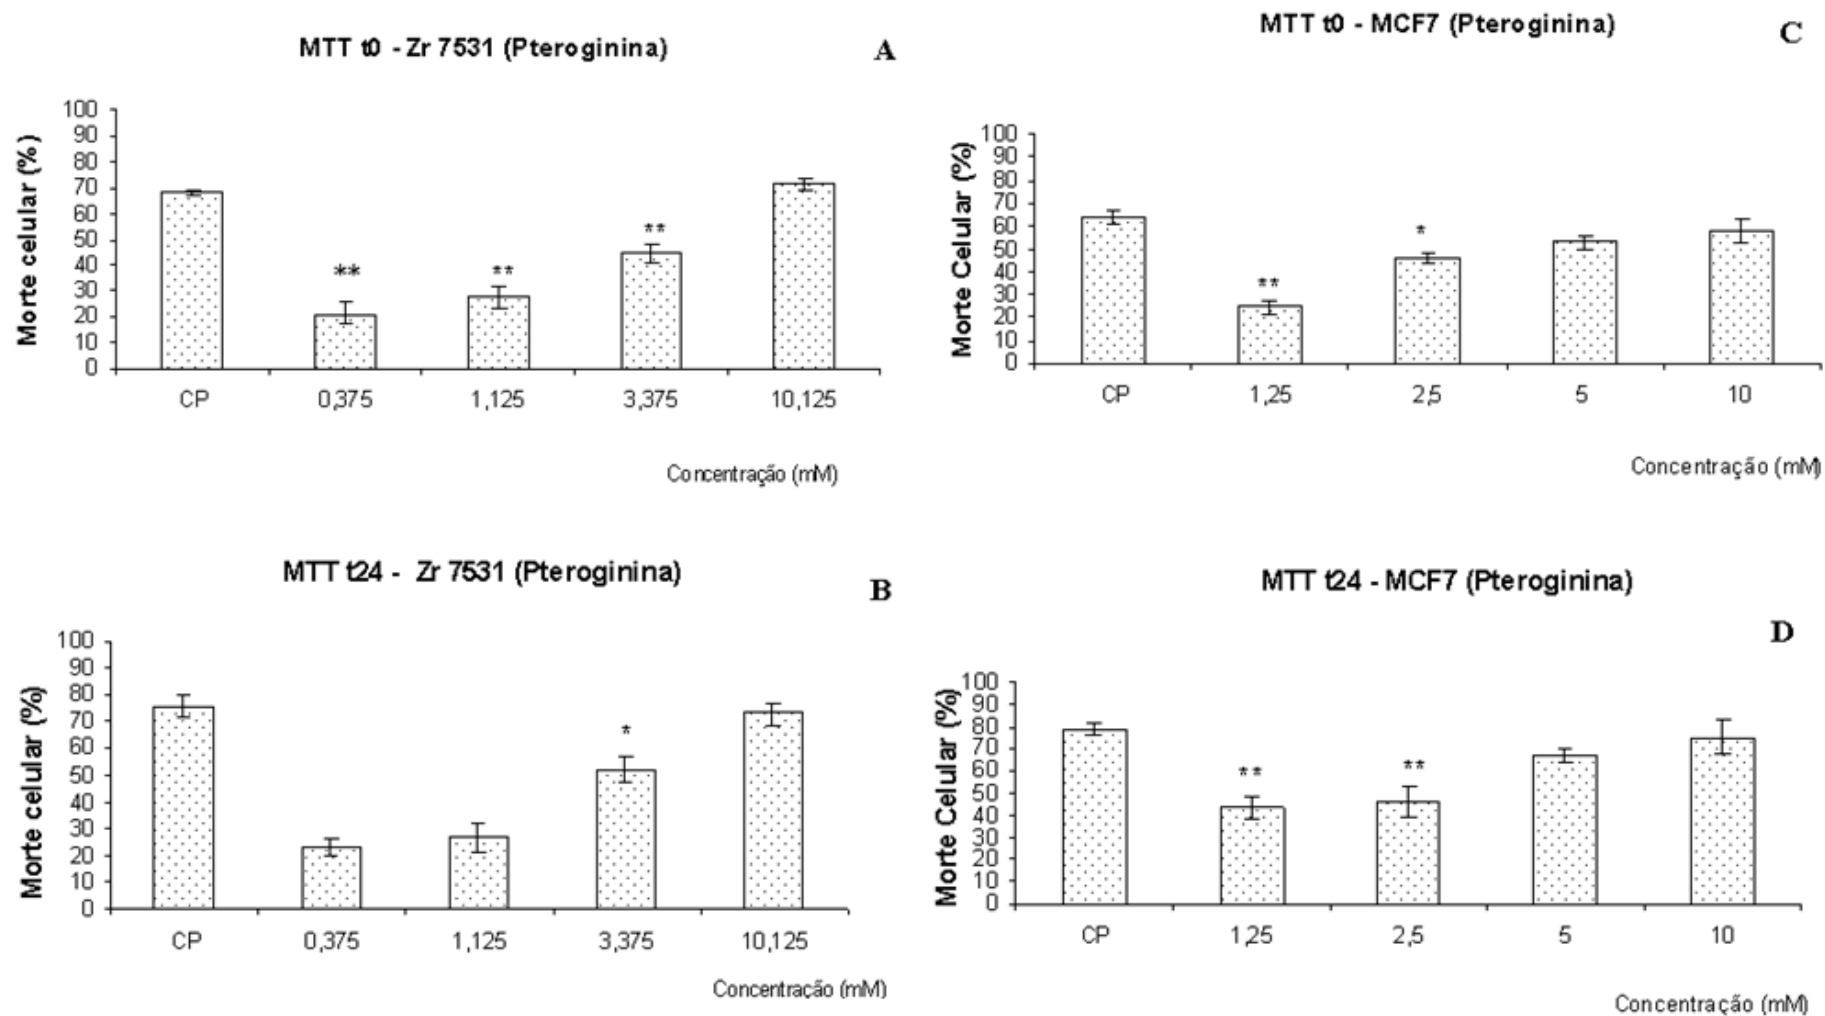 MTT t0 - Zr 7531 (Pteroginina)
A
Morte celular (%)
100
90
80
70
60
50
40
30
20
10
0
**
**
**
CP 0,375 1,125 3,375 10,125
Concentração (mM)
MTT t0 - MCF7 (Pteroginina)
C
Morte Celular (%)
100
90
80
70
60
50
40
30
20
10
0
**
*
CP 1,25 2,5 5 10
Concentração (mM)
MTT t24 - Zr 7531 (Pteroginina)
B
Morte celular (%)
100
90
80
70
60
50
40
30
20
10
0
*
CP 0,375 1,125 3,375 10,125
Concentração (mM)
MTT t24 - MCF7 (Pteroginina)
D
Morte Celular (%)
100
90
80
70
60
50
40
30
20
10
0
**
**
CP 1,25 2,5 5 10
Concentração (mM)